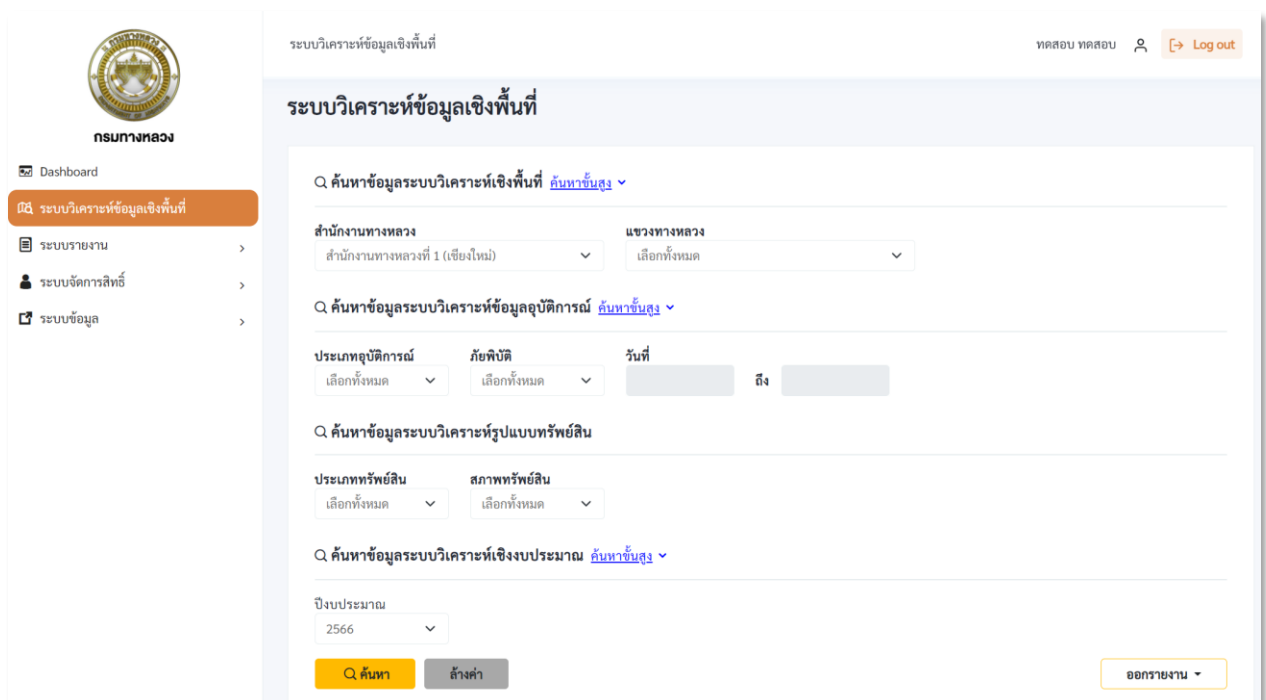 ระบบวิเคราะห์ข้อมูลเชิงพื้นที่
ทดสอบ ทดสอบ
Log out
กรมทางหลวง
กรมทางหลวง
Dashboard
ระบบวิเคราะห์ข้อมูลเชิงพื้นที่
ระบบรายงาน
ระบบจัดการสิทธิ์
ระบบข้อมูล
ระบบวิเคราะห์ข้อมูลเชิงพื้นที่
ค้นหาข้อมูลระบบวิเคราะห์เชิงพื้นที่ ค้นหาขั้นสูง
สำนักงานทางหลวง แขวงทางหลวง
สำนักงานทางหลวงที่ 1 (เชียงใหม่) เลือกทั้งหมด
ค้นหาข้อมูลระบบวิเคราะห์ข้อมูลอุบัติการณ์ ค้นหาขั้นสูง
ประเภทอุบัติการณ์ ภัยพิบัติ วันที่
เลือกทั้งหมด เลือกทั้งหมด ถึง
ค้นหาข้อมูลระบบวิเคราะห์รูปแบบทรัพย์สิน
ประเภททรัพย์สิน สภาพทรัพย์สิน
เลือกทั้งหมด เลือกทั้งหมด
ค้นหาข้อมูลระบบวิเคราะห์เชิงงบประมาณ ค้นหาขั้นสูง
ปีงบประมาณ
2566
ค้นหา ล้างค่า ออกรายงาน